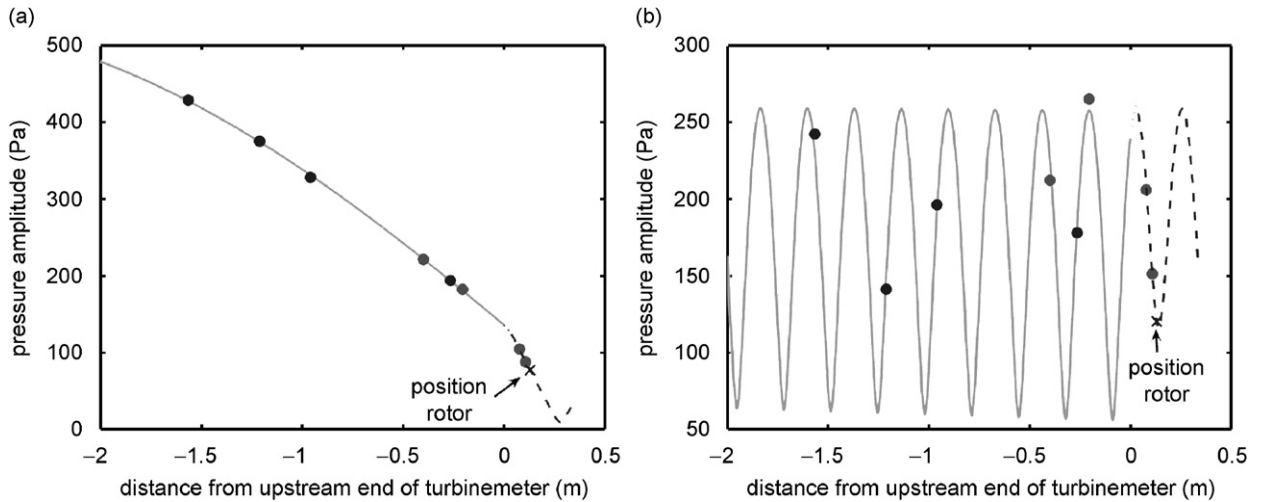 (a)
500
400
300
200
100
0
pressure amplitude (Pa)
position
rotor
−2
−1.5
−1
−0.5
0
0.5
distance from upstream end of turbinemeter (m)
(b)
300
250
200
150
100
50
pressure amplitude (Pa)
position
rotor
−2
−1.5
−1
−0.5
0
0.5
distance from upstream end of turbinemeter (m)